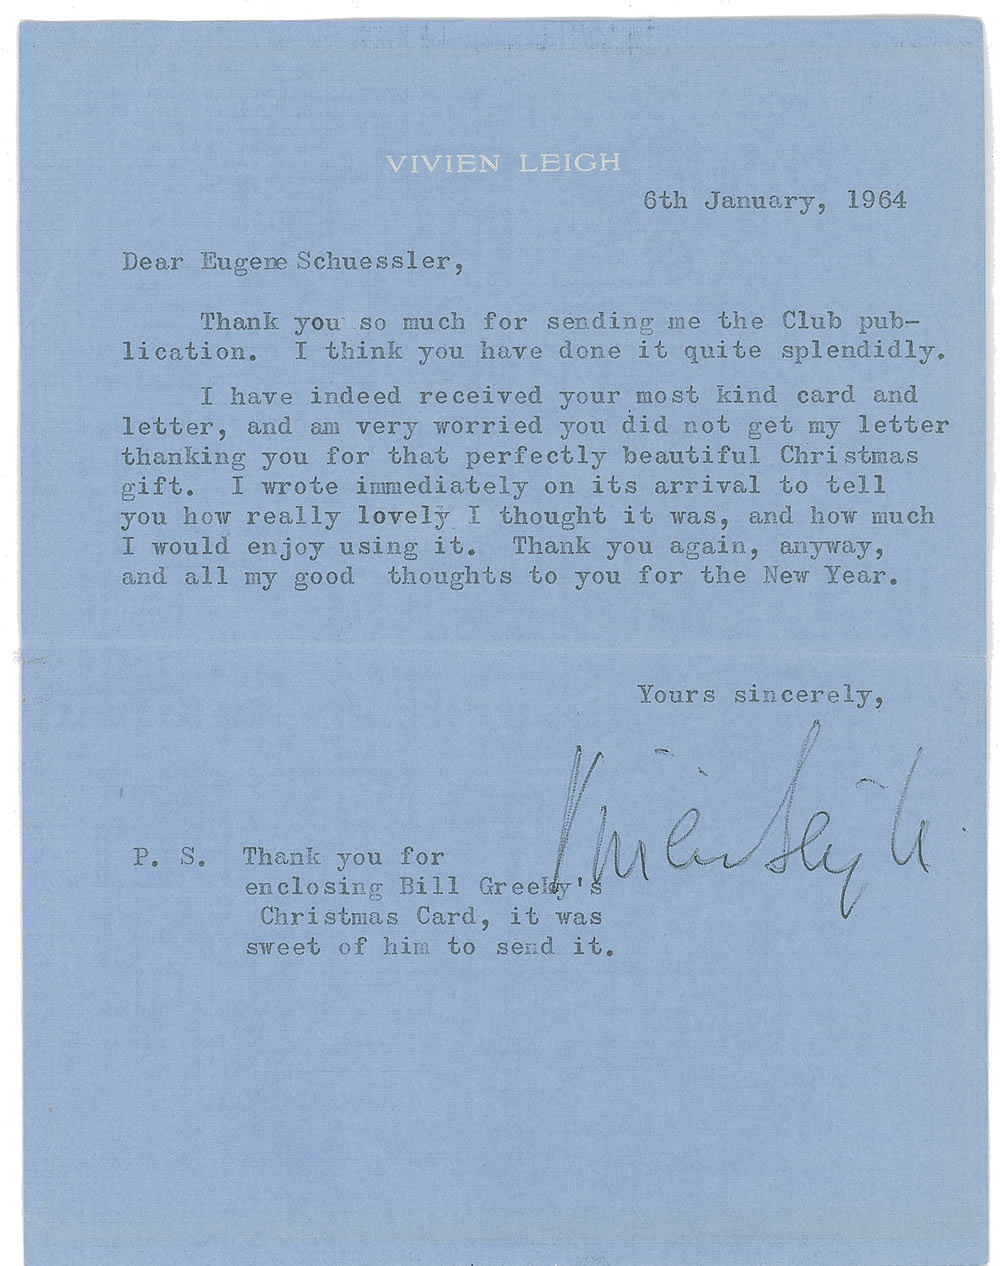 VIVIEN LEIGH
6th January, 1964
Dear Eugene Schuessler,
Thank you so much for sending me the Club pub-
lication. I think you have done it quite splendidly.
I have indeed received your most kind card and
letter, and am very worried you did not get my letter
thanking you for that perfectly beautiful Christmas
gift. I wrote immediately on its arrival to tell
you how really lovely I thought it was, and how much
I would enjoy using it. Thank you again, anyway,
and all my good thoughts to you for the New Year.
Yours sincerely,
Vivien Leigh
P. S. Thank you for
enclosing Bill Greeky's
Christmas Card, it was
sweet of him to send it.